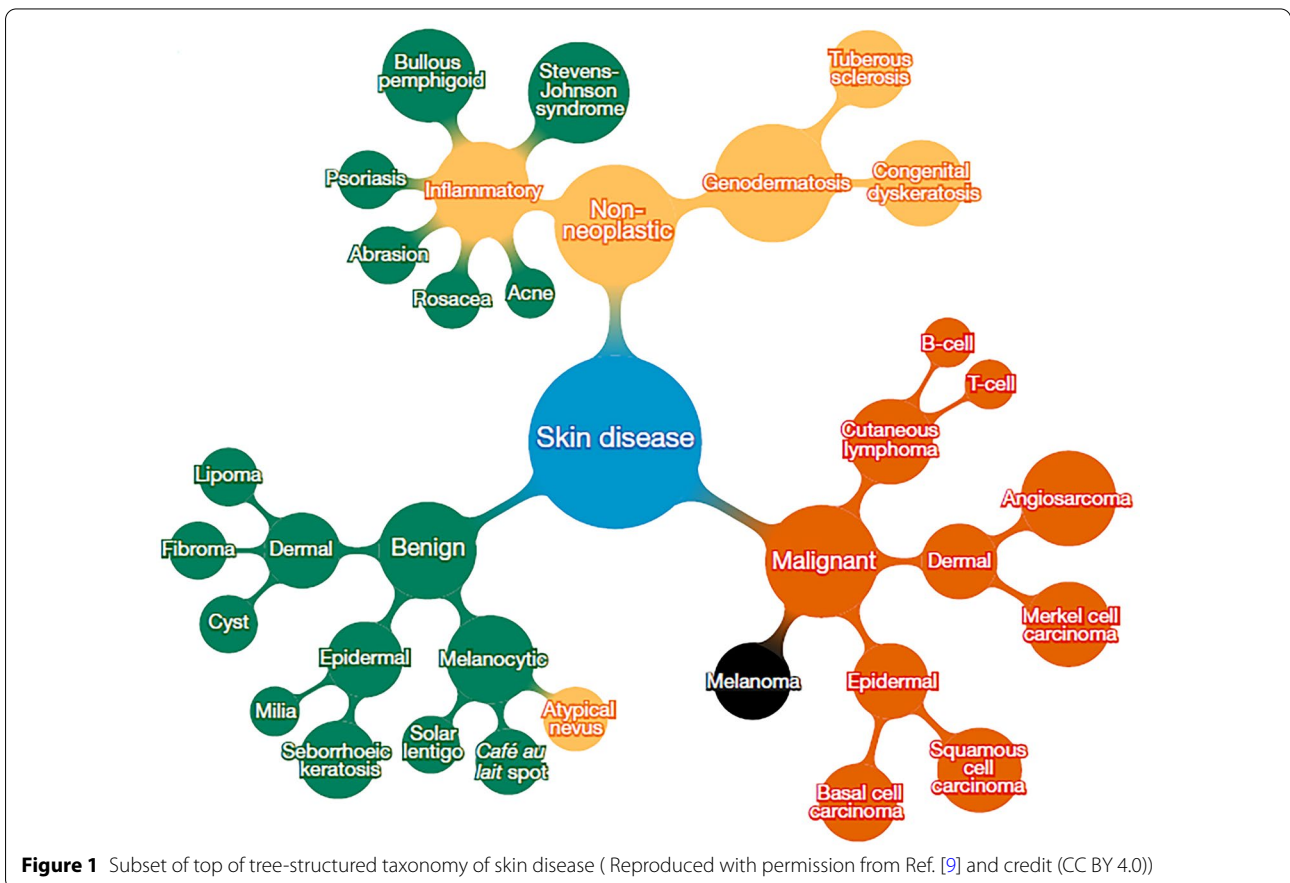 Bullous
pemphigoid
Stevens-
Johnson
syndrome
Tuberous
sclerosis
Psoriasis
Inflammatory
Genodermatosis
Congenital
dyskeratosis
Non-
neoplastic
Abrasion
Rosacea
Acne
B-cell
T-cell
Skin disease
Cutaneous
lymphoma
Lipoma
Angiosarcoma
Fibroma
Dermal
Benign
Malignant
Dermal
Cyst
Merkel cell
carcinoma
Epidermal
Melanocytic
Melanoma
Epidermal
Milia
Atypical
nevus
Solar
lentigo
Café au
lait spot
Seborrhoeic
keratosis
Squamous
cell
carcinoma
Basal cell
carcinoma
Figure 1 Subset of top of tree-structured taxonomy of skin disease ( Reproduced with permission from Ref. [9] and credit (CC BY 4.0))